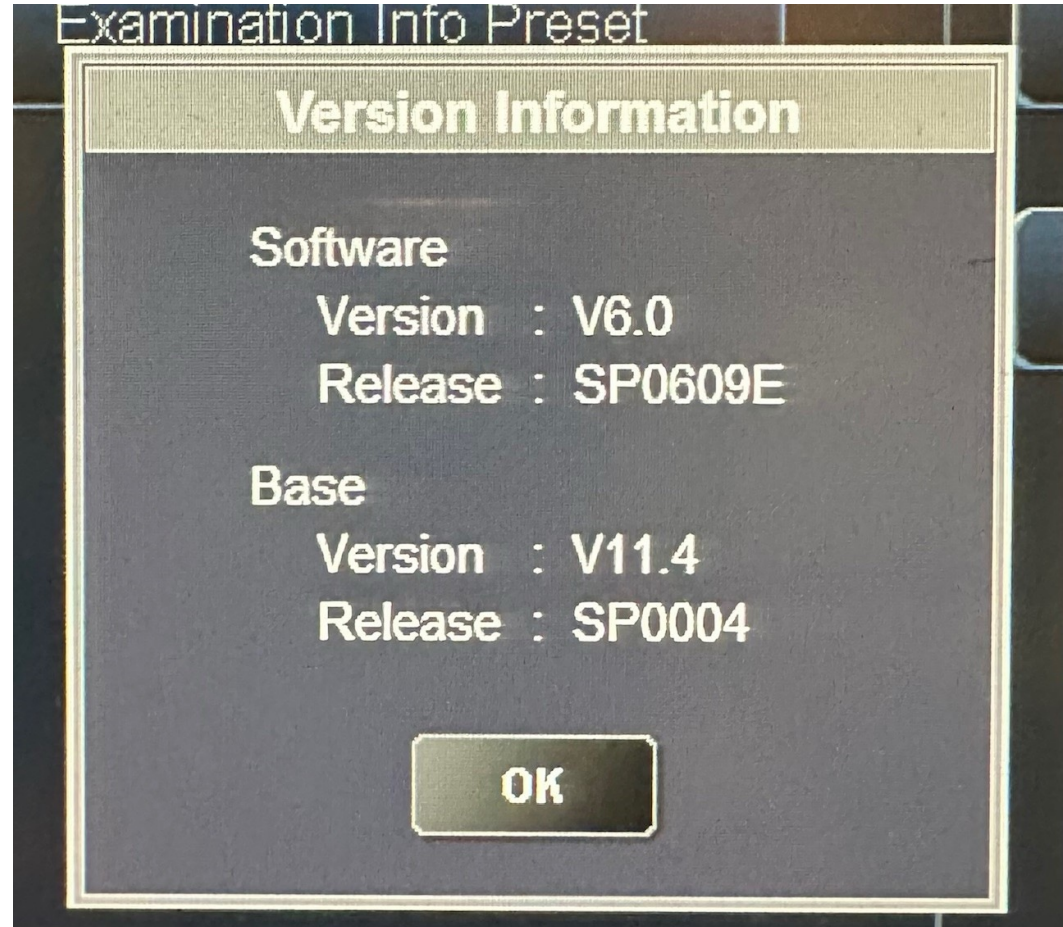 Examination Info Preset
Version Information
Software
Version : V6.0
Release : SP0609E
Base
Version : V11.4
Release : SP0004
OK